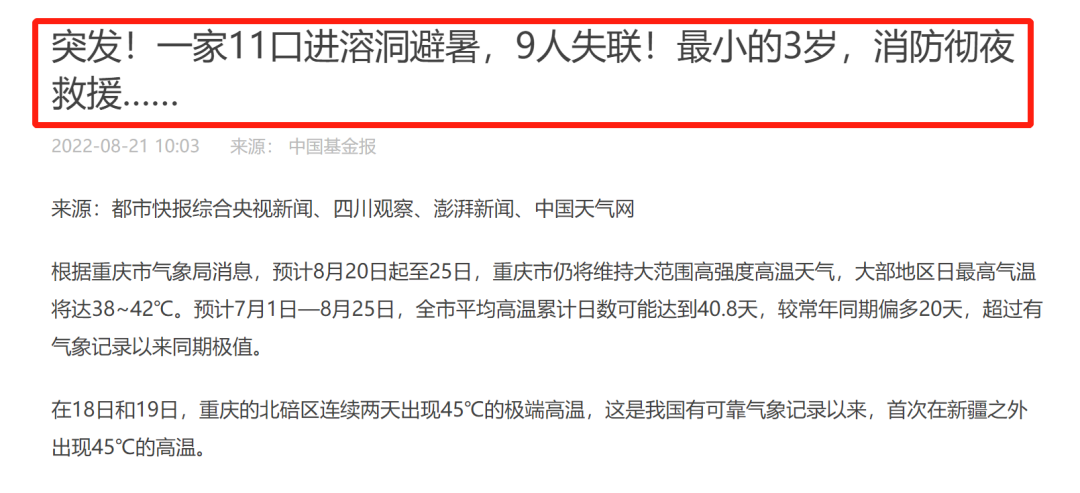 突发！一家11口进溶洞避暑，9人失联！最小的3岁，消防彻夜
救援……
2022-08-21 10:03 来源： 中国基金报
来源：都市快报综合央视新闻、四川观察、澎湃新闻、中国天气网
根据重庆市气象局消息，预计8月20日起至25日，重庆市仍将维持大范围高强度高温天气，大部地区日最高气温
将达38~42℃。预计7月1日—8月25日，全市平均高温累计日数可能达到40.8天，较常年同期偏多20天，超过有
气象记录以来同期极值。
在18日和19日，重庆的北碚区连续两天出现45℃的极端高温，这是我国有可靠气象记录以来，首次在新疆之外
出现45℃的高温。